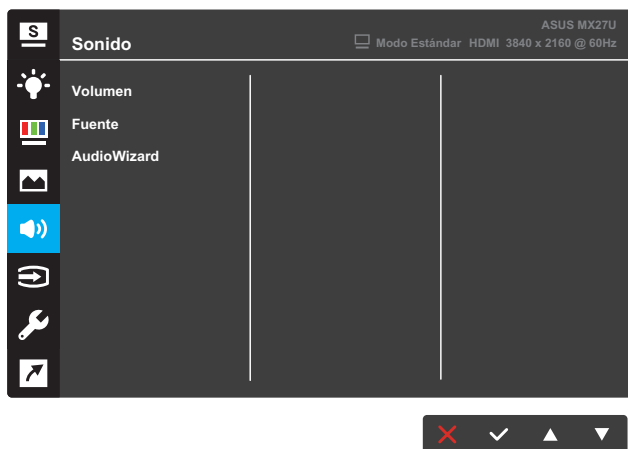 S
ASUS MX27U
Sonido
Modo Estándar HDMI 3840 x 2160 @ 60Hz
Volumen
Fuente
AudioWizard